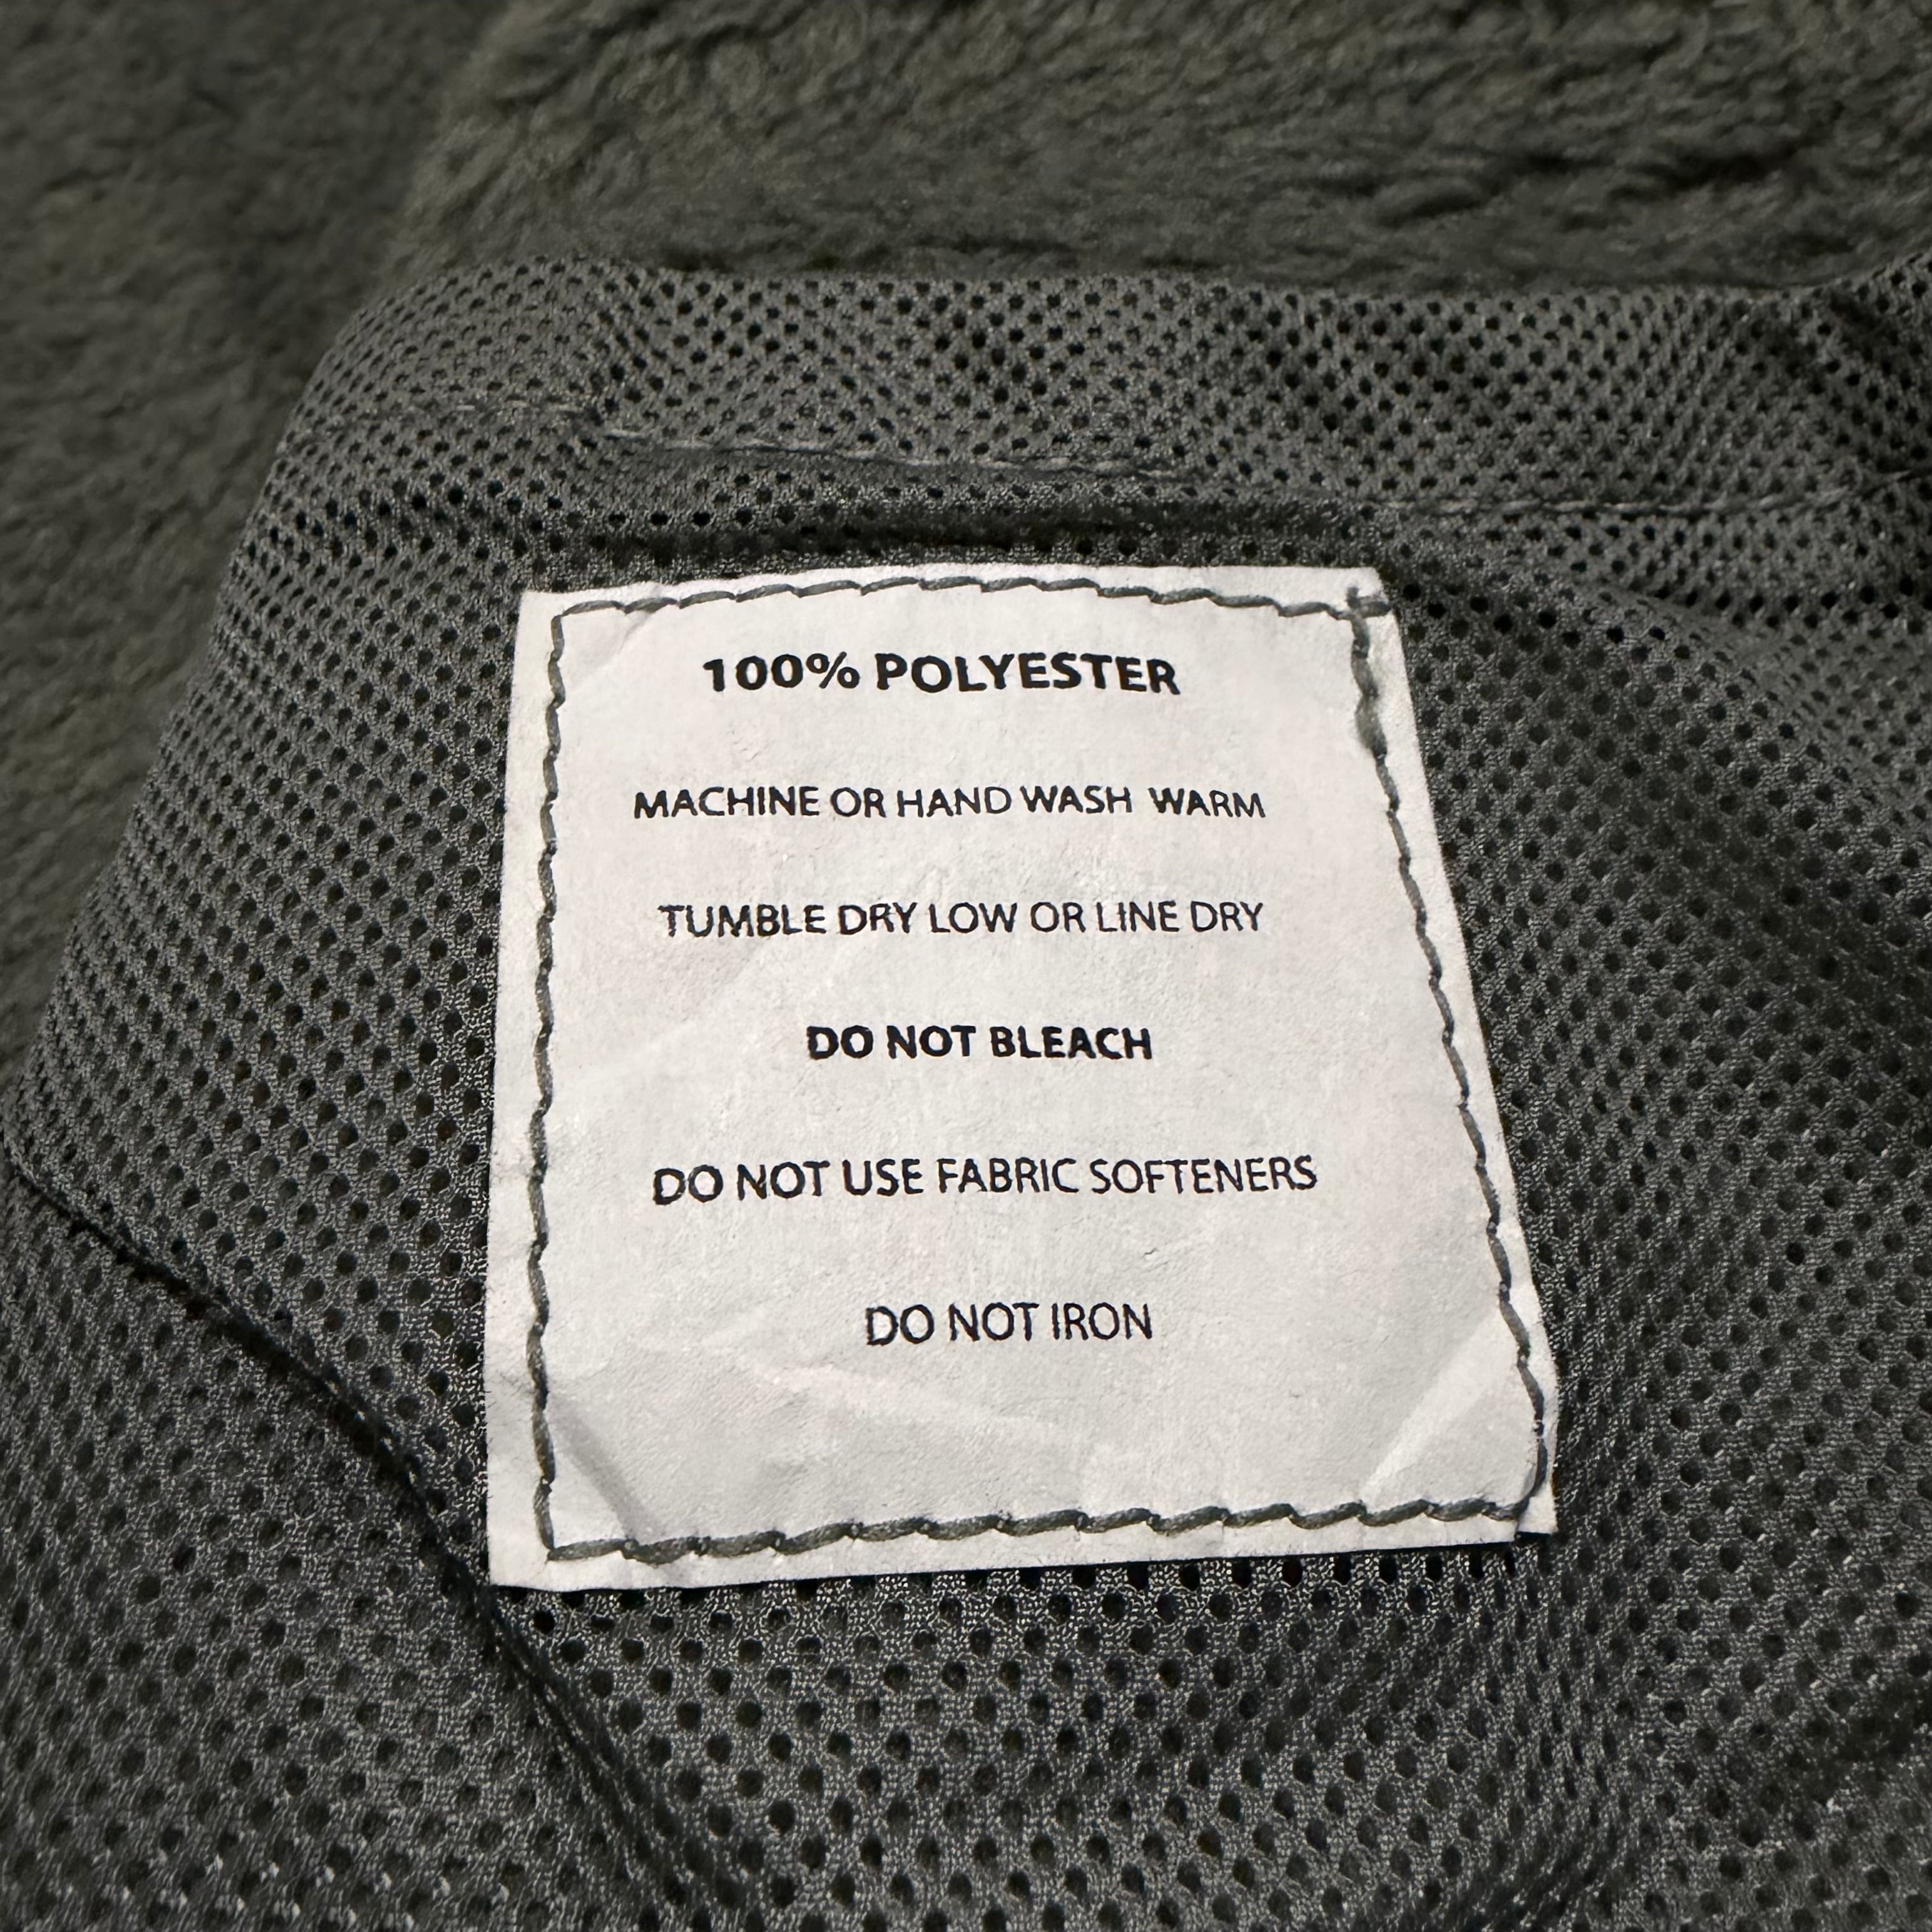 100% POLYESTER
MACHINE OR HAND WASH WARM
TUMBLE DRY LOW OR LINE DRY
DO NOT BLEACH
DO NOT USE FABRIC SOFTENERS
DO NOT IRON